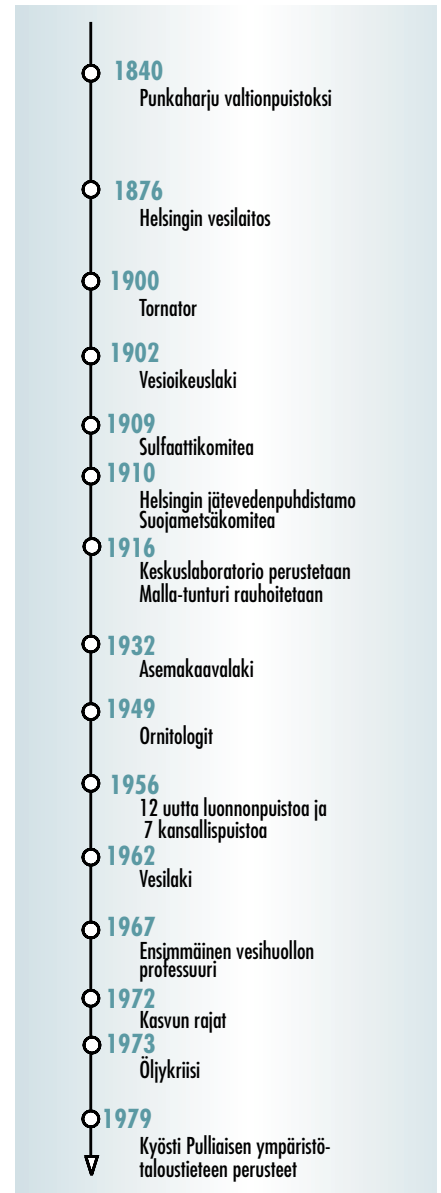 1840
Punkaharju valtionpuistoksi
1876
Helsingin vesilaitos
1900
Tornator
1902
Vesioikeuslaki
1909
Sulfaattikomitea
1910
Helsingin jätevedenpuhdistamo
Suojametsäkomitea
1916
Keskuslaboratorio perustetaan
Malla-tunturi rauhoitetaan
1932
Asemakaavalaki
1949
Ornitologit
1956
12 uutta luonnonpuistoa ja
7 kansallispuistoa
1962
Vesilaki
1967
Ensimmäinen vesihuollon
professuuri
1972
Kasvun rajat
1973
Öljykriisi
1979
Kyösti Pulliaisen ympäristö-
taloustieteen perusteet